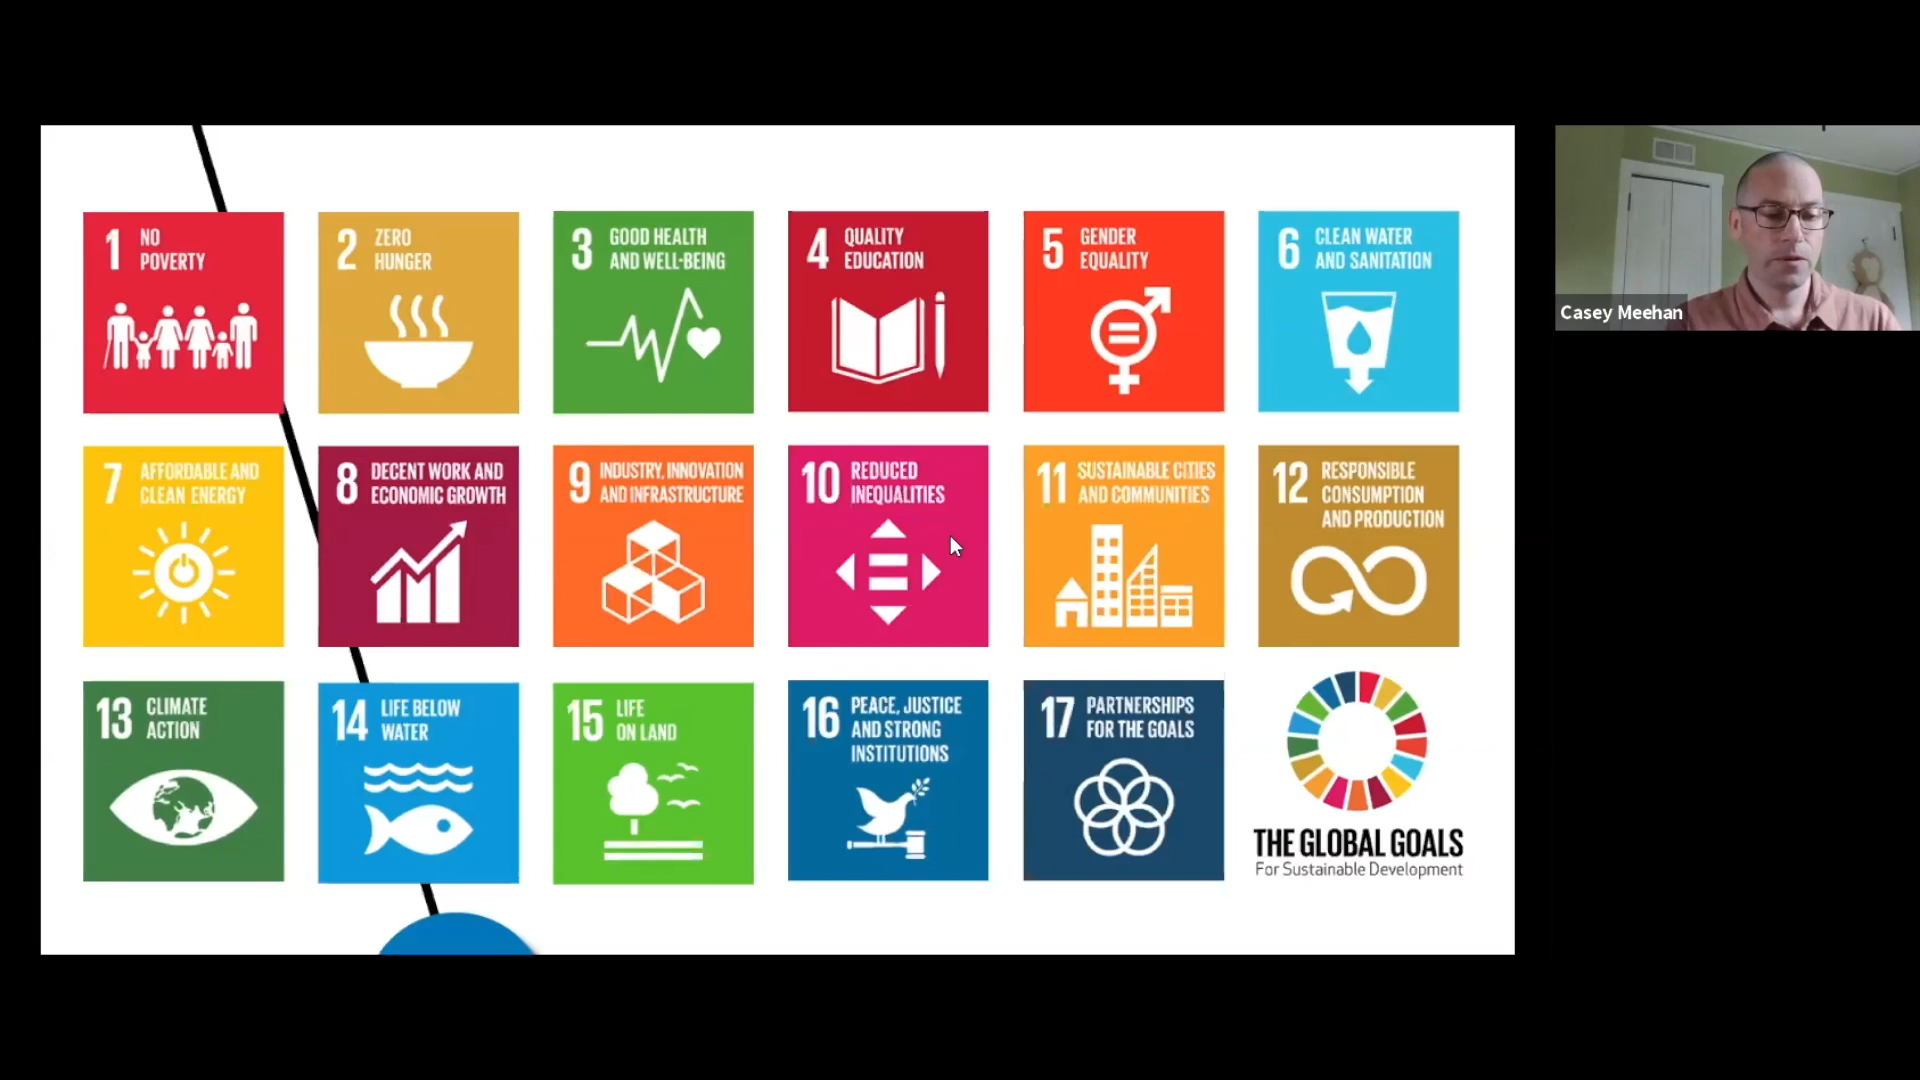 1 NO
POVERTY
2 ZERO
HUNGER
3 GOOD HEALTH
AND WELL-BEING
4 QUALITY
EDUCATION
5 GENDER
EQUALITY
6 CLEAN WATER
AND SANITATION
7 AFFORDABLE AND
CLEAN ENERGY
8 DECENT WORK AND
ECONOMIC GROWTH
9 INDUSTRY, INNOVATION
AND INFRASTRUCTURE
10 REDUCED
INEQUALITIES
11 SUSTAINABLE CITIES
AND COMMUNITIES
12 RESPONSIBLE
CONSUMPTION
AND PRODUCTION
13 CLIMATE
ACTION
14 LIFE BELOW
WATER
15 LIFE
ON LAND
16 PEACE, JUSTICE
AND STRONG
INSTITUTIONS
17 PARTNERSHIPS
FOR THE GOALS
THE GLOBAL GOALS
For Sustainable Development
Casey Meehan